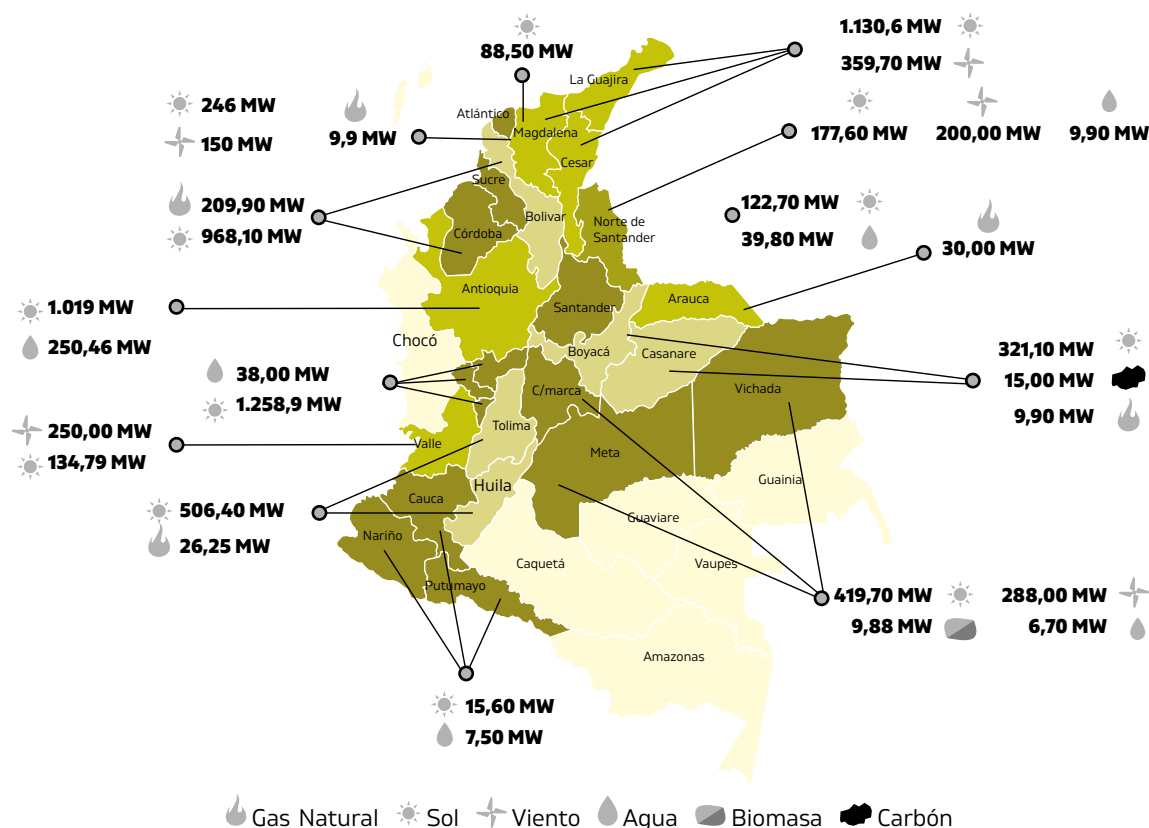 88,50 MW
1.130,6 MW
359,70 MW
La Guajira
246 MW
150 MW
9,9 MW
Atlántico
Magdalena
Cesar
177,60 MW 200,00 MW 9,90 MW
Sucre
209,90 MW
968,10 MW
Bolivar
Córdoba
Norte de
Santander
122,70 MW
39,80 MW
30,00 MW
Antioquia
Santander
Arauca
1.019 MW
250,46 MW
Chocó
Boyacá
Casanare
321,10 MW
15,00 MW
9,90 MW
38,00 MW
1.258,9 MW
C/marca
Vichada
250,00 MW
134,79 MW
Valle
Tolima
Meta
Huila
Guainia
506,40 MW
26,25 MW
Cauca
Guaviare
Nariño
Caquetá
Vaupes
Putumayo
419,70 MW 288,00 MW
9,88 MW 6,70 MW
Amazonas
15,60 MW
7,50 MW
Gas Natural Sol Viento Agua Biomasa Carbón